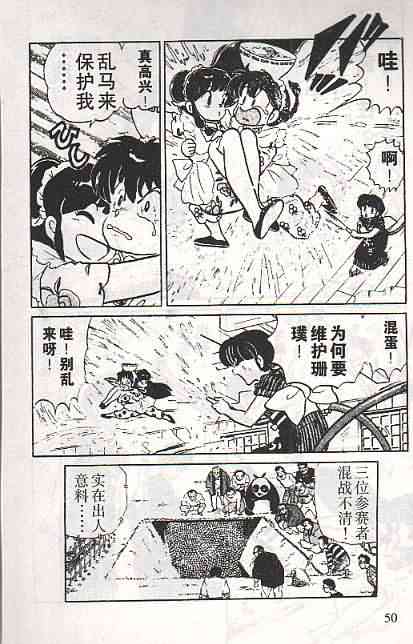 哇！
啊！
真高兴！
乱马来
保护我
……
混蛋！
为何要
维护珊
璞！
哇！别乱
来呀！
三位参赛者
混战不清！
实在出人
意料……
50